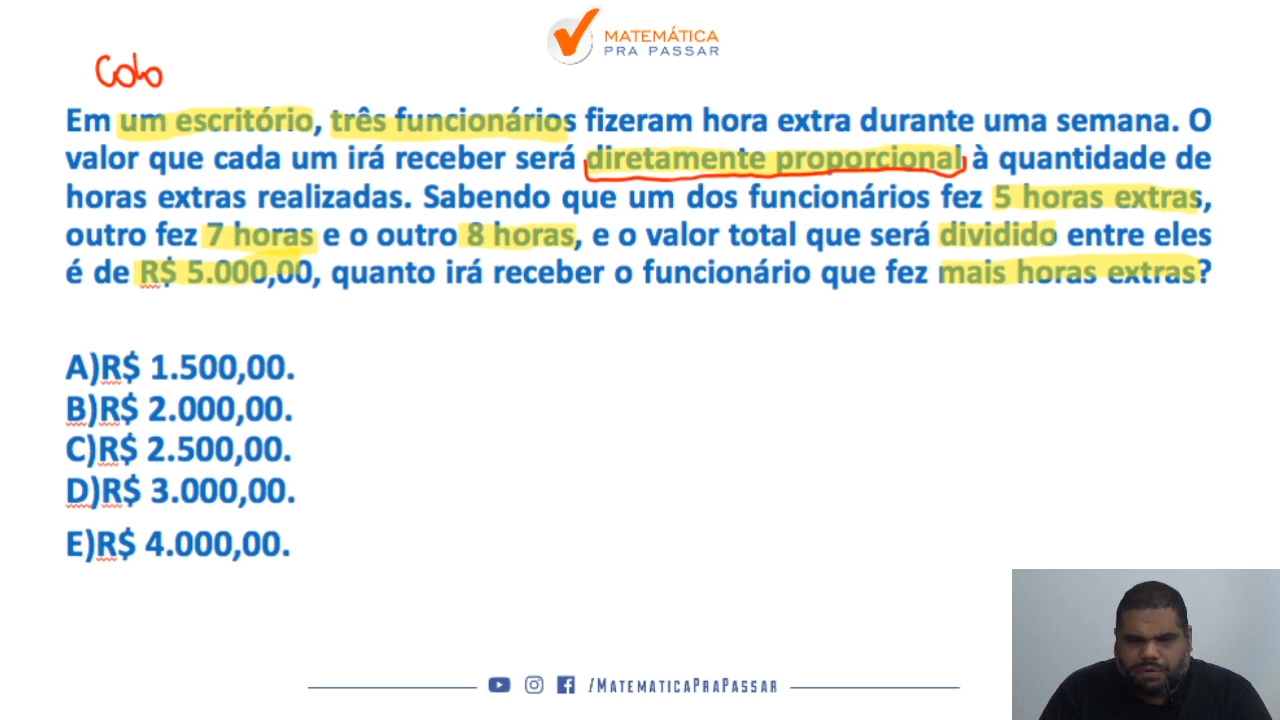 MATEMÁTICA
PRA PASSAR
Em um escritório, três funcionários fizeram hora extra durante uma semana. O
valor que cada um irá receber será diretamente proporcional à quantidade de
horas extras realizadas. Sabendo que um dos funcionários fez 5 horas extras,
outro fez 7 horas e o outro 8 horas, e o valor total que será dividido entre eles
é de R$ 5.000,00, quanto irá receber o funcionário que fez mais horas extras?
A)R$ 1.500,00.
B)R$ 2.000,00.
C)R$ 2.500,00.
D)R$ 3.000,00.
E)R$ 4.000,00.
/MATEMATICAPRAPASSAR